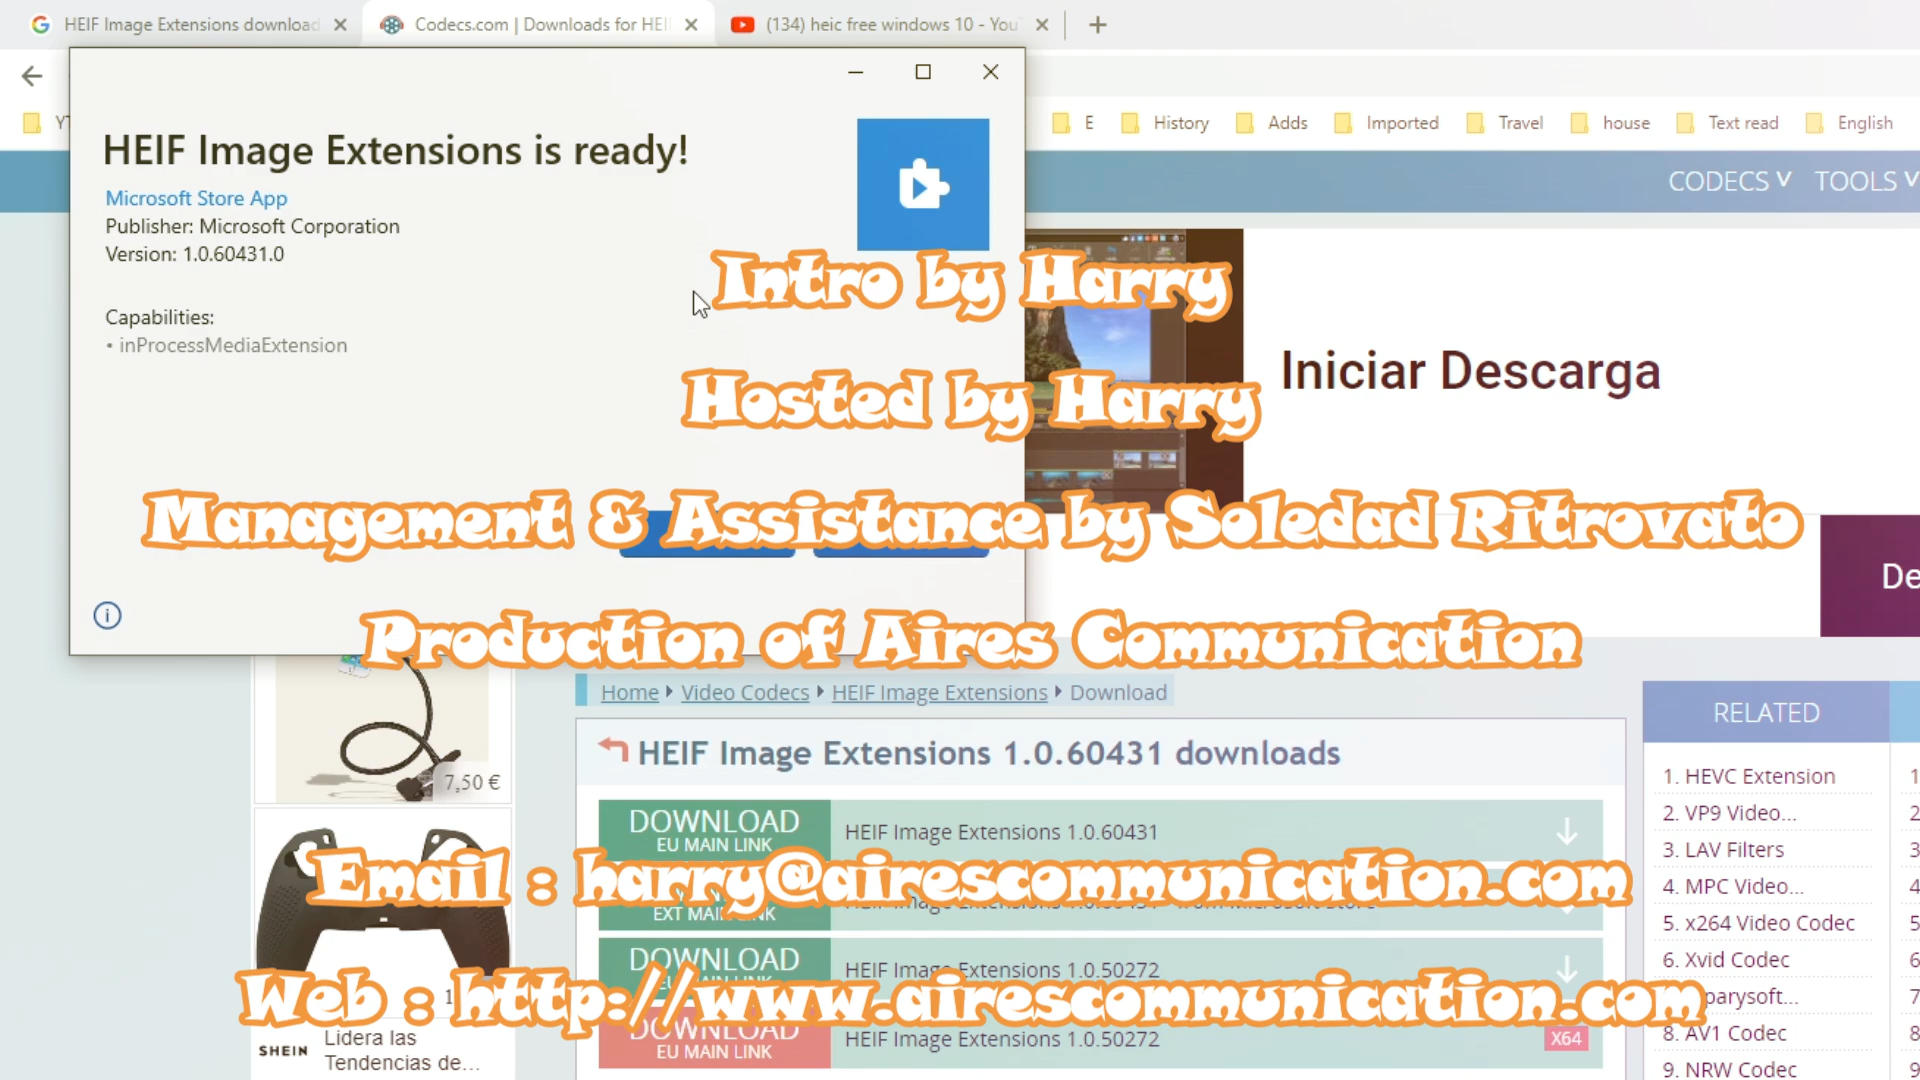 HEIF Image Extensions download
Codecs.com | Downloads for HEI
(134) heic free windows 10 - You
E
History
Adds
Imported
Travel
house
Text read
English
HEIF Image Extensions is ready!
Microsoft Store App
Publisher: Microsoft Corporation
Version: 1.0.60431.0
Capabilities:
• inProcessMediaExtension
CODECS
TOOLS
Intro by Harry
Iniciar Descarga
Hosted by Harry
Management & Assistance by Soledad Ritrovato
Production of Aires Communication
Home
Video Codecs
HEIF Image Extensions
Download
HEIF Image Extensions 1.0.60431 downloads
7,50 €
DOWNLOAD
EU MAIN LINK
HEIF Image Extensions 1.0.60431
Email : harry@airescommunication.com
DOWNLOAD
HEIF Image Extensions 1.0.50272
Web : http://www.airescommunication.com
DOWNLOAD
EU MAIN LINK
HEIF Image Extensions 1.0.50272
X64
SHEIN
Lidera las
Tendencias de...
RELATED
1. HEVC Extension
2. VP9 Video...
3. LAV Filters
4. MPC Video...
5. x264 Video Codec
6. Xvid Codec
8. AV1 Codec
9. NRW Codec